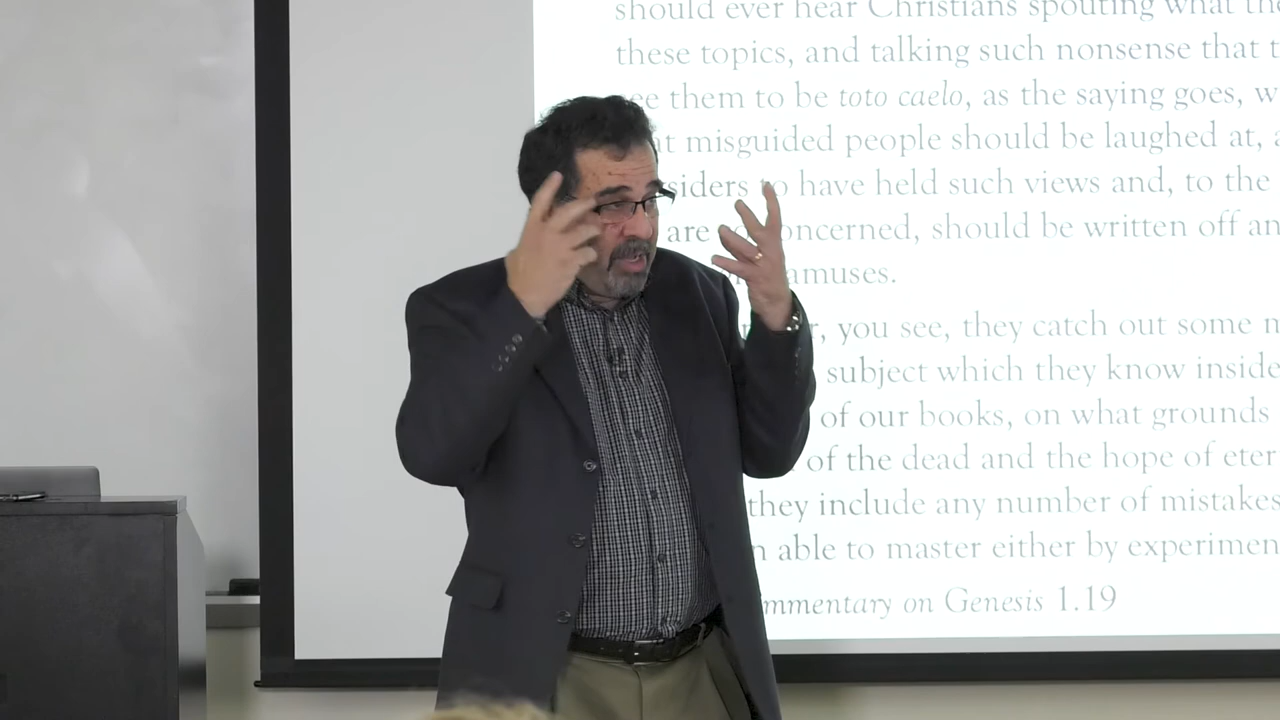 should ever hear Christians spouting what the
these topics, and talking such nonsense that t
see them to be toto caelo, as the saying goes, w
at misguided people should be laughed at, a
siders to have held such views and, to the
are concerned, should be written off an
amuses.
r, you see, they catch out some m
subject which they know inside
of our books, on what grounds
of the dead and the hope of eter
they include any number of mistakes
n able to master either by experimen
mmentary on Genesis 1.19